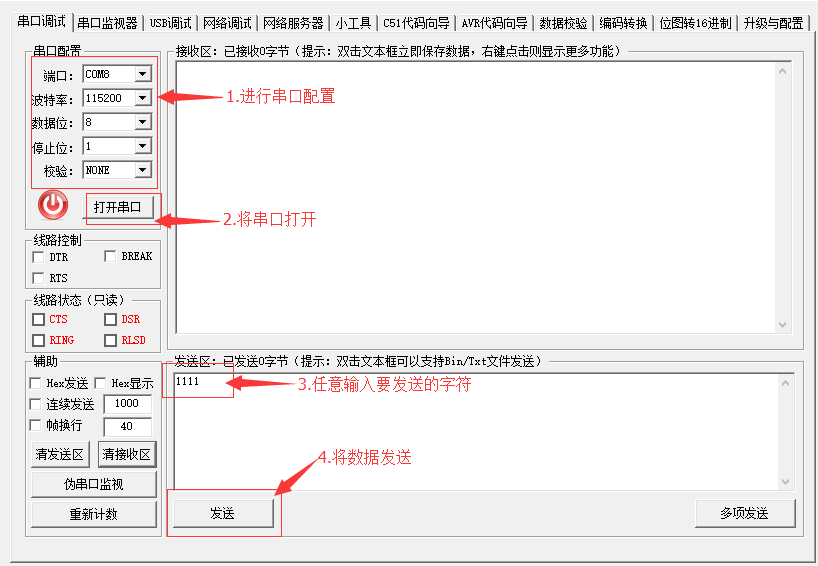 串口调试 串口监视器 USB调试 网络调试 网络服务器 小工具 C51代码向导 AVR代码向导 数据校验 编码转换 位图转16进制 升级与配置
串口配置
端口: COM8
波特率: 115200
数据位: 8
停止位: 1
校验: NONE
打开串口
1.进行串口配置
2.将串口打开
线路控制
DTR BREAK
RTS
线路状态（只读）
CTS DSR
RING RLSD
辅助
Hex发送 Hex显示
连续发送 1000
帧换行 40
清发送区 清接收区
伪串口监视
重新计数
接收区: 已接收0字节（提示: 双击文本框立即保存数据，右键点击则显示更多功能）
发送区: 已发送0字节（提示: 双击文本框可以支持Bin/Txt文件发送）
1111
3.任意输入要发送的字符
4.将数据发送
发送 多项发送